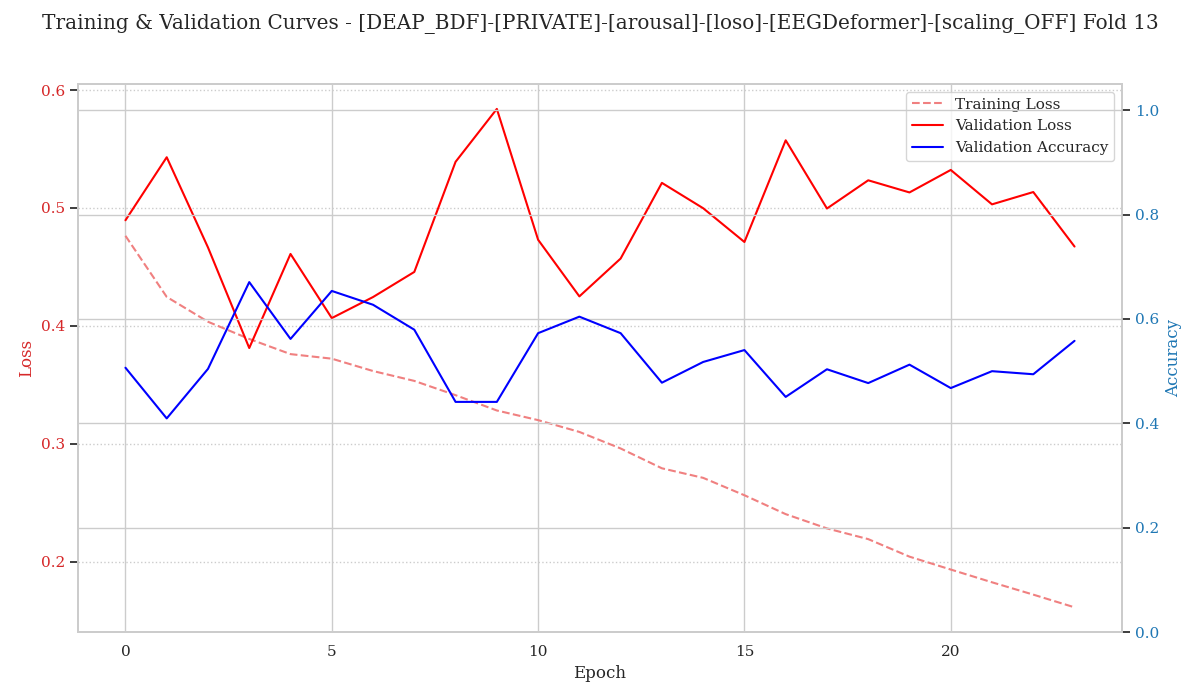 Training & Validation Curves - [DEAP_BDF]-[PRIVATE]-[arousal]-[loso]-[EEGDeformer]-[scaling_OFF] Fold 13
Training Loss
Validation Loss
Validation Accuracy
Loss
0.6
0.5
0.4
0.3
0.2
1.0
0.8
0.6
0.4
0.2
0.0
Accuracy
0
5
10
15
20
Epoch